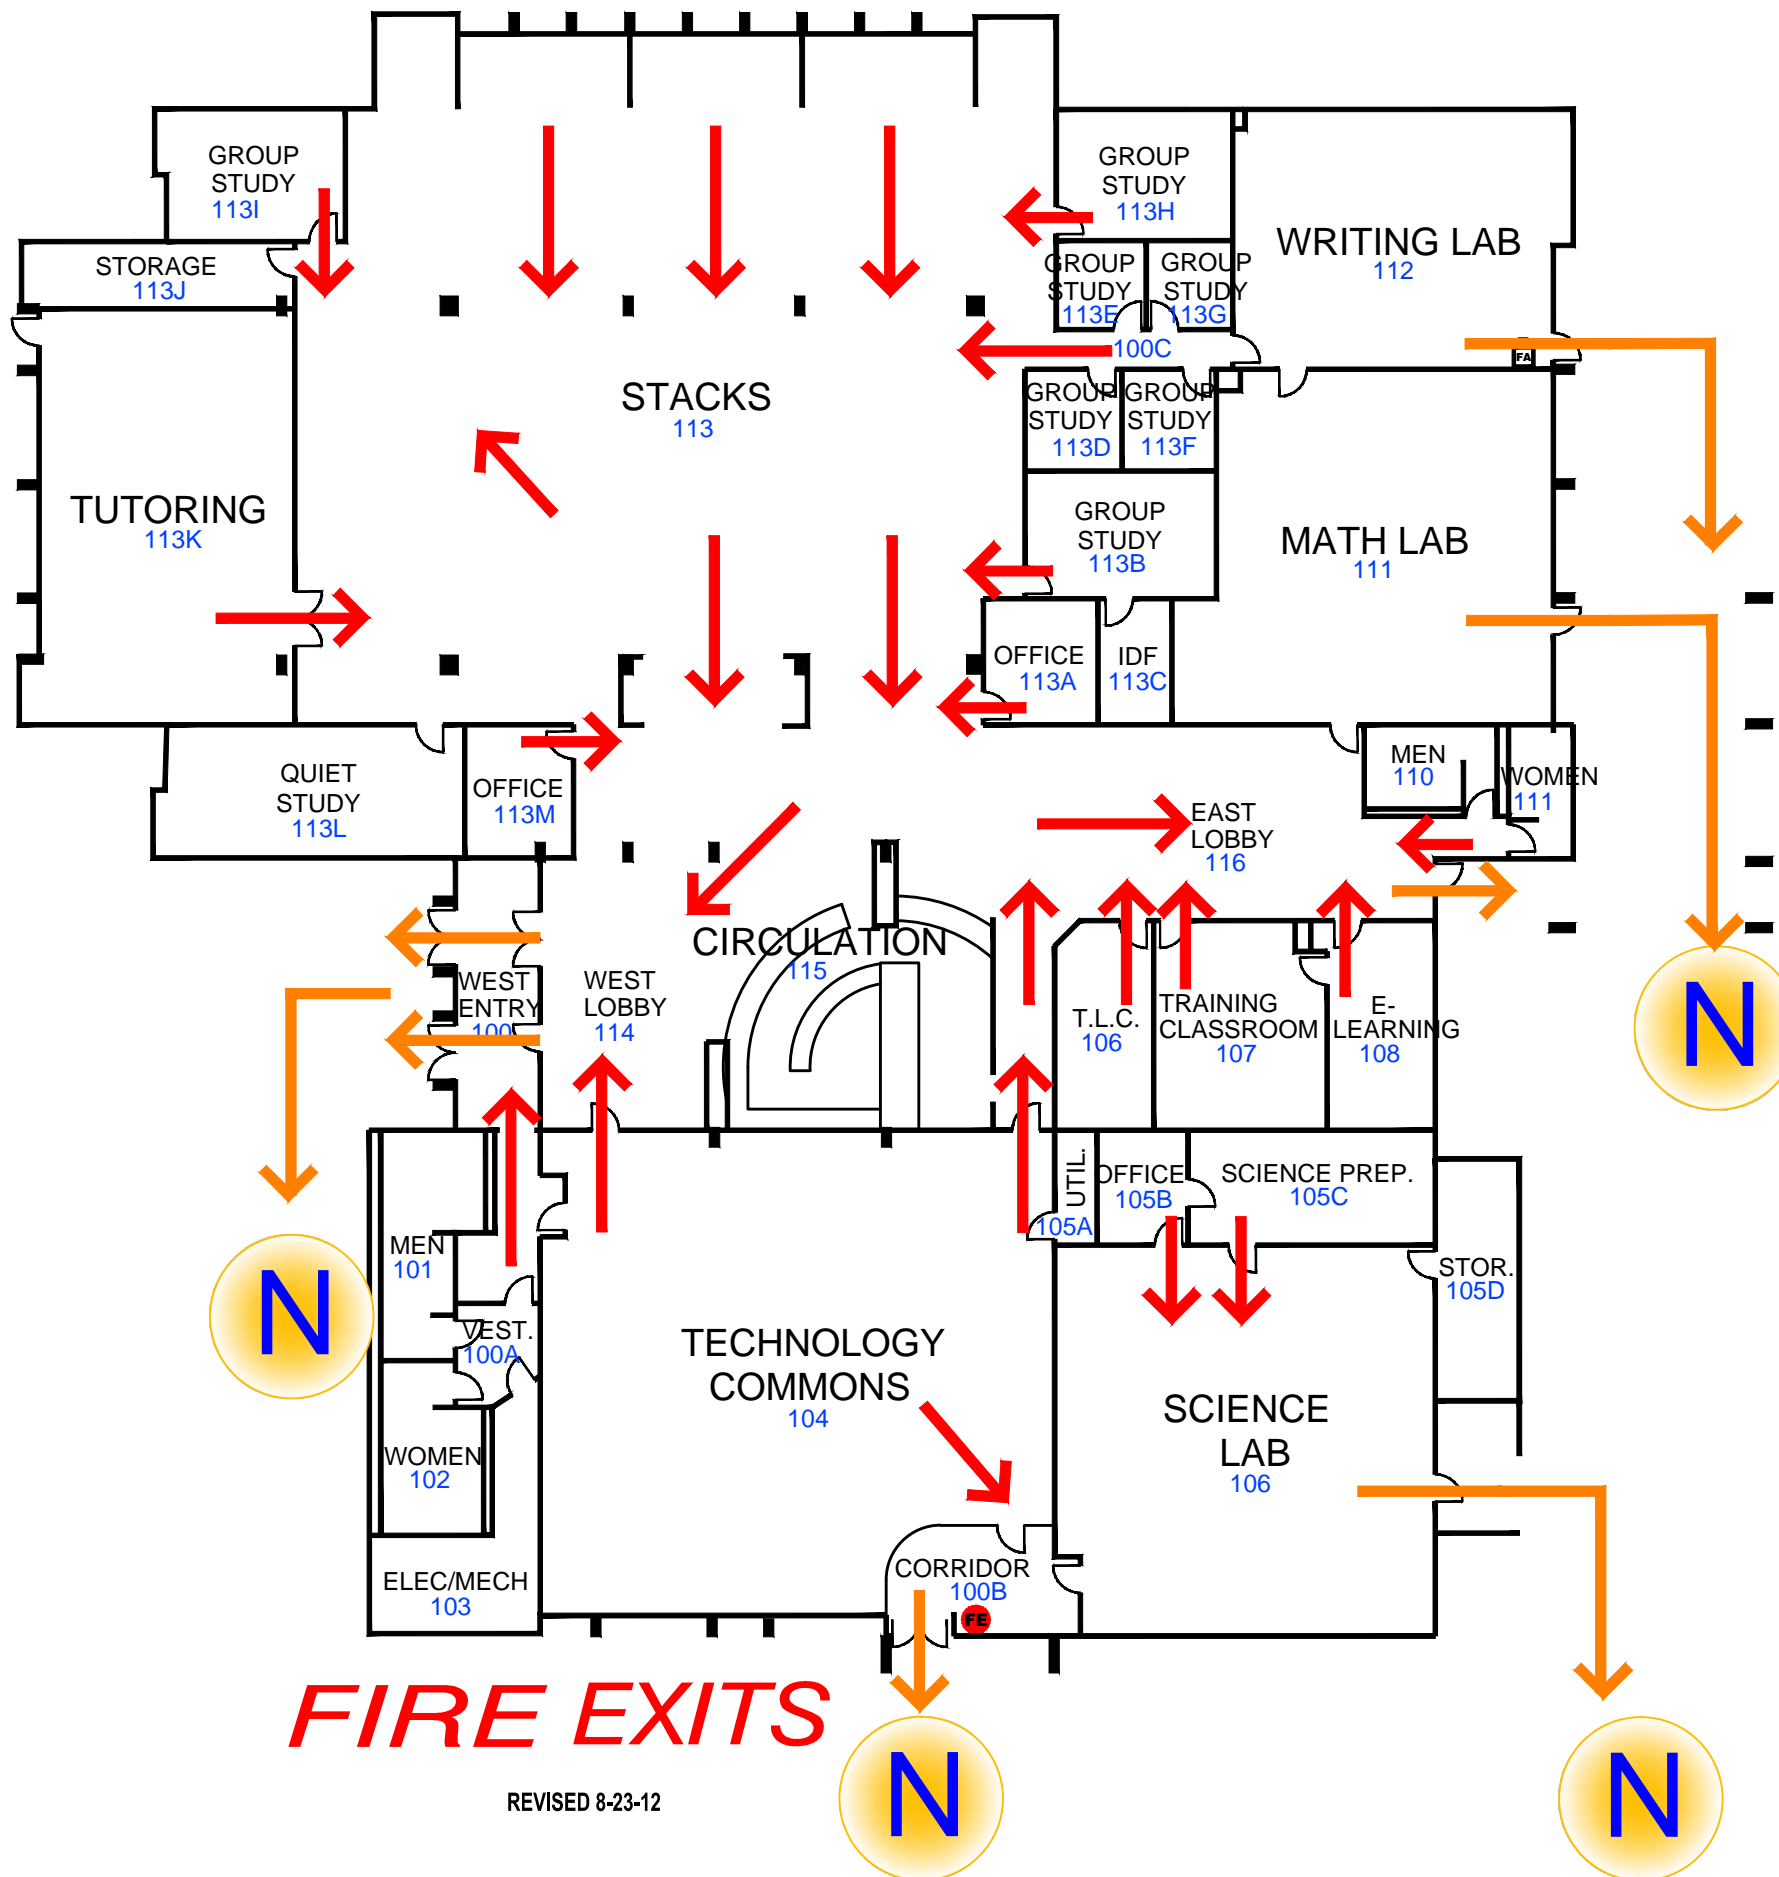 GROUP
STUDY
113I
GROUP
STUDY
113H
WRITING LAB
112
STORAGE
113J
GROUP
STUDY
113E
GROUP
STUDY
113G
100C
FA
STACKS
113
GROUP
STUDY
113D
GROUP
STUDY
113F
TUTORING
113K
GROUP
STUDY
113B
MATH LAB
111
OFFICE
113A
IDF
113C
QUIET
STUDY
113L
OFFICE
113M
MEN
110
WOMEN
111
EAST
LOBBY
116
CIRCULATION
115
WEST
ENTRY
100
WEST
LOBBY
114
T.L.C.
106
TRAINING
CLASSROOM
107
E-
LEARNING
108
N
UTIL.
105A
OFFICE
105B
SCIENCE PREP.
105C
MEN
101
STOR.
105D
N
VEST.
100A
TECHNOLOGY
COMMONS
104
SCIENCE
LAB
106
WOMEN
102
ELEC/MECH
103
CORRIDOR
100B
FE
FIRE EXITS
N
N
REVISED 8-23-12